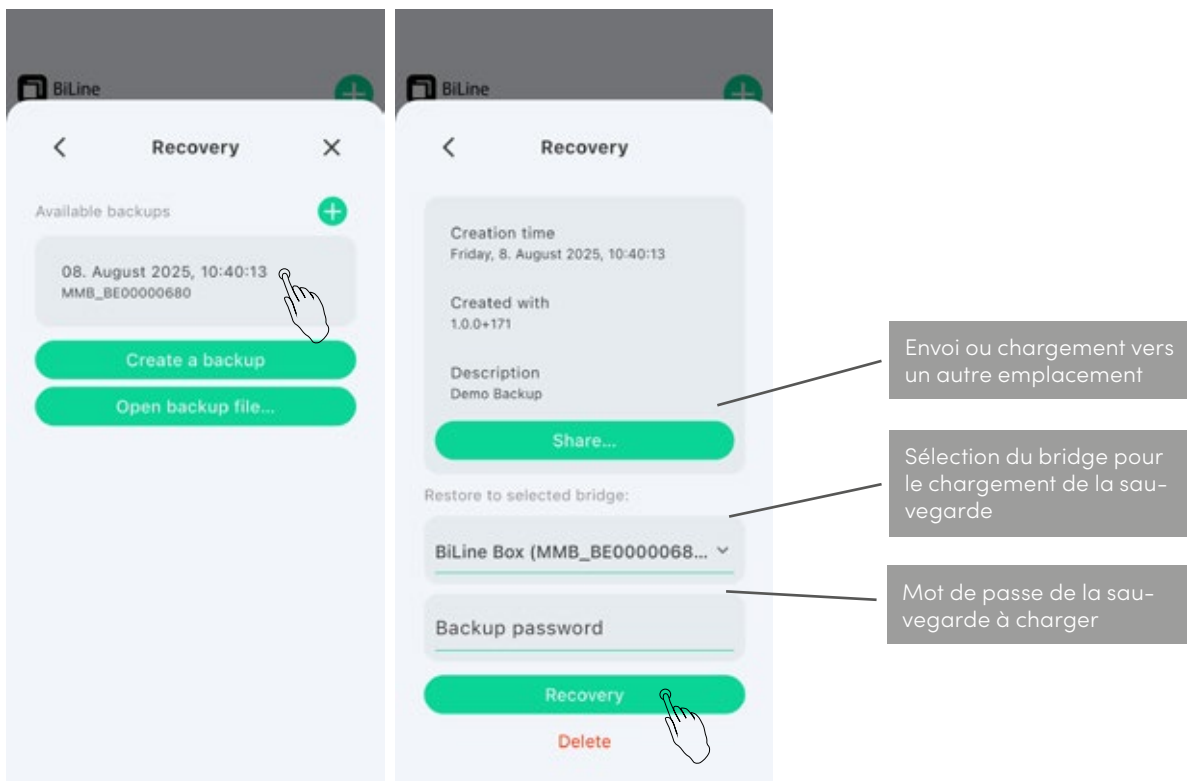 BiLine
Recovery
Available backups
08. August 2025, 10:40:13
MMB_BE00000680
Create a backup
Open backup file...
BiLine
Recovery
Creation time
Friday, 8. August 2025, 10:40:13
Created with
1.0.0+171
Description
Demo Backup
Share...
Restore to selected bridge:
BiLine Box (MMB_BE0000068...
Backup password
Recovery
Delete
Envoi ou chargement vers
un autre emplacement
Sélection du bridge pour
le chargement de la sau-
vegarde
Mot de passe de la sau-
vegarde à charger